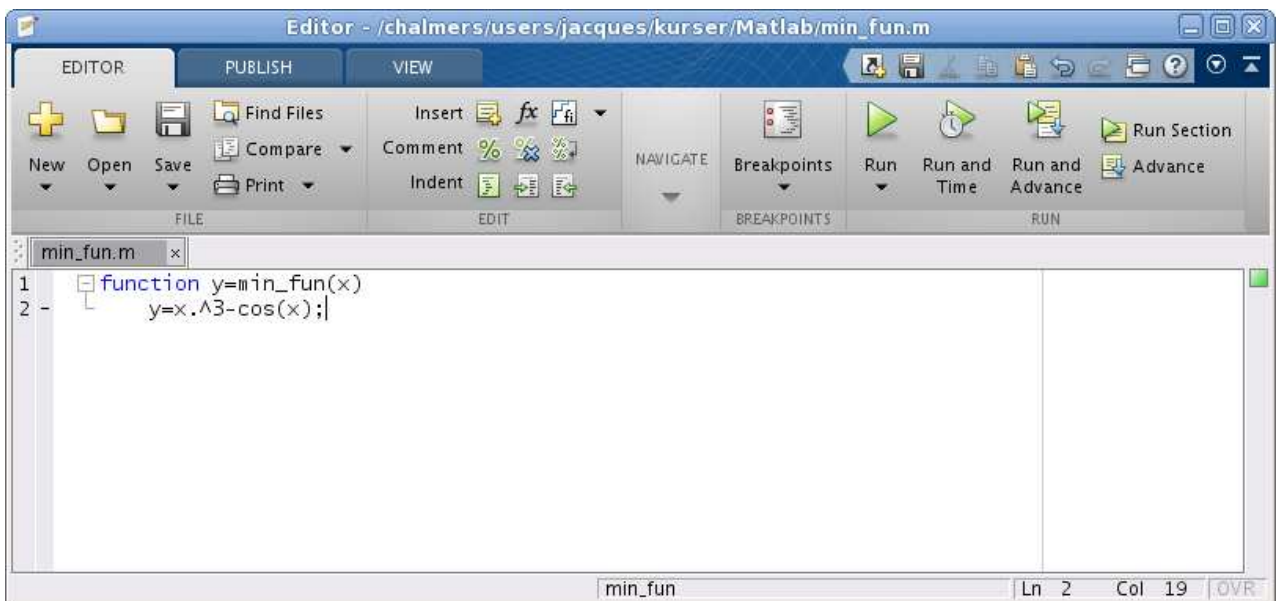 Editor - /chalmers/users/jacques/kurser/Matlab/min_fun.m
EDITOR PUBLISH VIEW
New Open Save
Find Files
Compare
Print
FILE
Insert fx
Comment
Indent
EDIT
NAVIGATE
Breakpoints
BREAKPOINTS
Run
Run and Time
Run and Advance
Run Section
Advance
RUN
min_fun.m
1 function y=min_fun(x)
2 - y=x.^3-cos(x);
min_fun Ln 2 Col 19 OVR